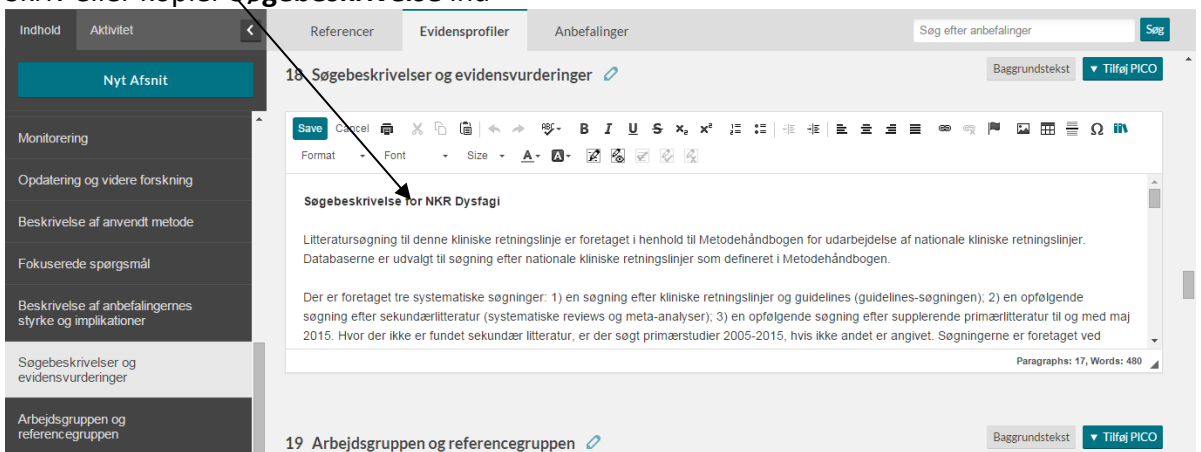 Skriv eller kopier Søgebeskrivelse ind
Indhold Aktivitet
Referencer Evidensprofiler Anbefalinger
Søg efter anbefalinger Søg
Nyt Afsnit
18 Søgebeskrivelser og evidensvurderinger
Baggrundstekst ▼ Tilføj PICO
Save Cancel
Format Font Size
Monitorering
Opdatering og videre forskning
Beskrivelse af anvendt metode
Fokuserede spørgsmål
Beskrivelse af anbefalingernes
styrke og implikationer
Søgebeskrivelser og
evidensvurderinger
Arbejdsgruppen og
referencegruppen
Søgebeskrivelse for NKR Dysfagi
Litteratursøgning til denne kliniske retningslinje er foretaget i henhold til Metodehåndbogen for udarbejdelse af nationale kliniske retningslinjer.
Databaserne er udvalgt til søgning efter nationale kliniske retningslinjer som defineret i Metodehåndbogen.
Der er foretaget tre systematiske søgninger: 1) en søgning efter kliniske retningslinjer og guidelines (guidelines-søgningen); 2) en opfølgende
søgning efter sekundærlitteratur (systematiske reviews og meta-analyser); 3) en opfølgende søgning efter supplerende primærlitteratur til og med maj
2015. Hvor der ikke er fundet sekundær litteratur, er der søgt primærstudier 2005-2015, hvis ikke andet er angivet. Søgningerne er foretaget ved
Paragraphs: 17, Words: 480
19 Arbejdsgruppen og referencegruppen
Baggrundstekst ▼ Tilføj PICO